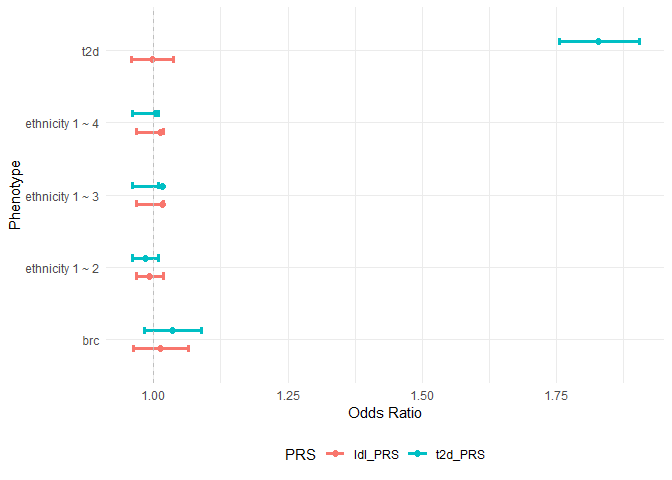 t2d
ethnicity 1 ~ 4
ethnicity 1 ~ 3
ethnicity 1 ~ 2
brc
Phenotype
1.00 1.25 1.50 1.75
Odds Ratio
PRS ldl_PRS t2d_PRS